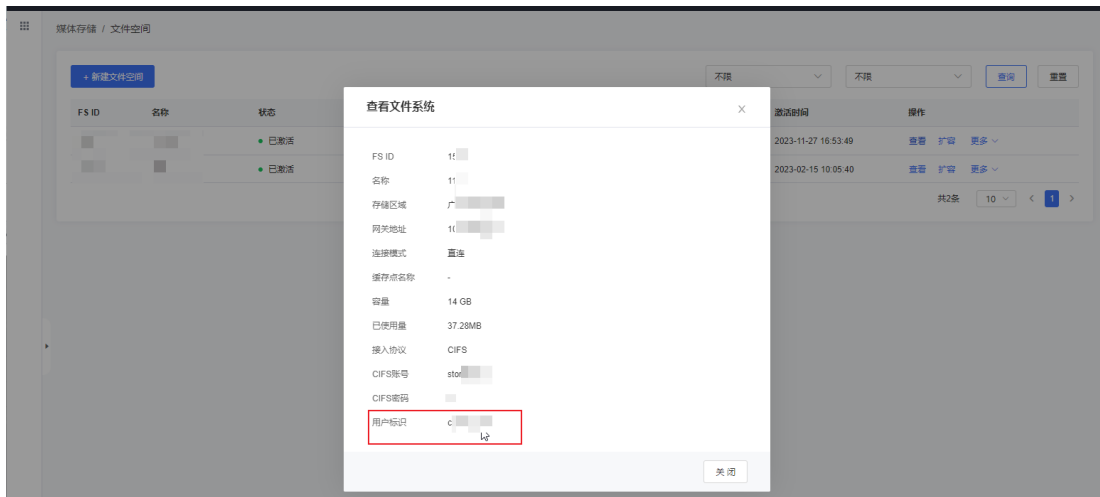 媒体存储 / 文件空间
+ 新建文件空间
不限
不限
查询
重置
FS ID
名称
状态
激活时间
操作
已激活
2023-11-27 16:53:49
查看
扩容
更多
已激活
2023-02-15 10:05:40
查看
扩容
更多
共2条
10
1
查看文件系统
FS ID
名称
存储区域
网关地址
连接模式 直连
缓存点名称 -
容量 14 GB
已使用量 37.28MB
接入协议 CIFS
CIFS账号
CIFS密码
用户标识
关闭